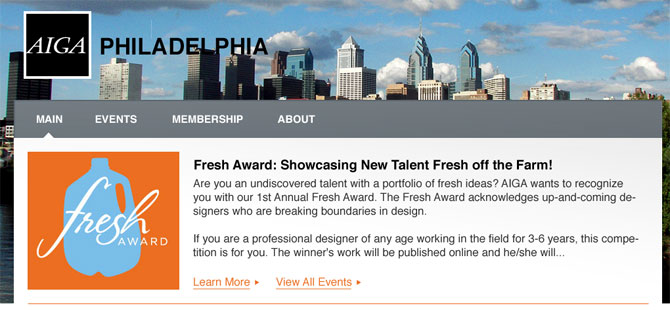 AIGA PHILADELPHIA
MAIN EVENTS MEMBERSHIP ABOUT
fresh
AWARD
Fresh Award: Showcasing New Talent Fresh off the Farm!
Are you an undiscovered talent with a portfolio of fresh ideas? AIGA wants to recognize
you with our 1st Annual Fresh Award. The Fresh Award acknowledges up-and-coming de-
signers who are breaking boundaries in design.
If you are a professional designer of any age working in the field for 3-6 years, this compe-
tition is for you. The winner's work will be published online and he/she will...
Learn More View All Events